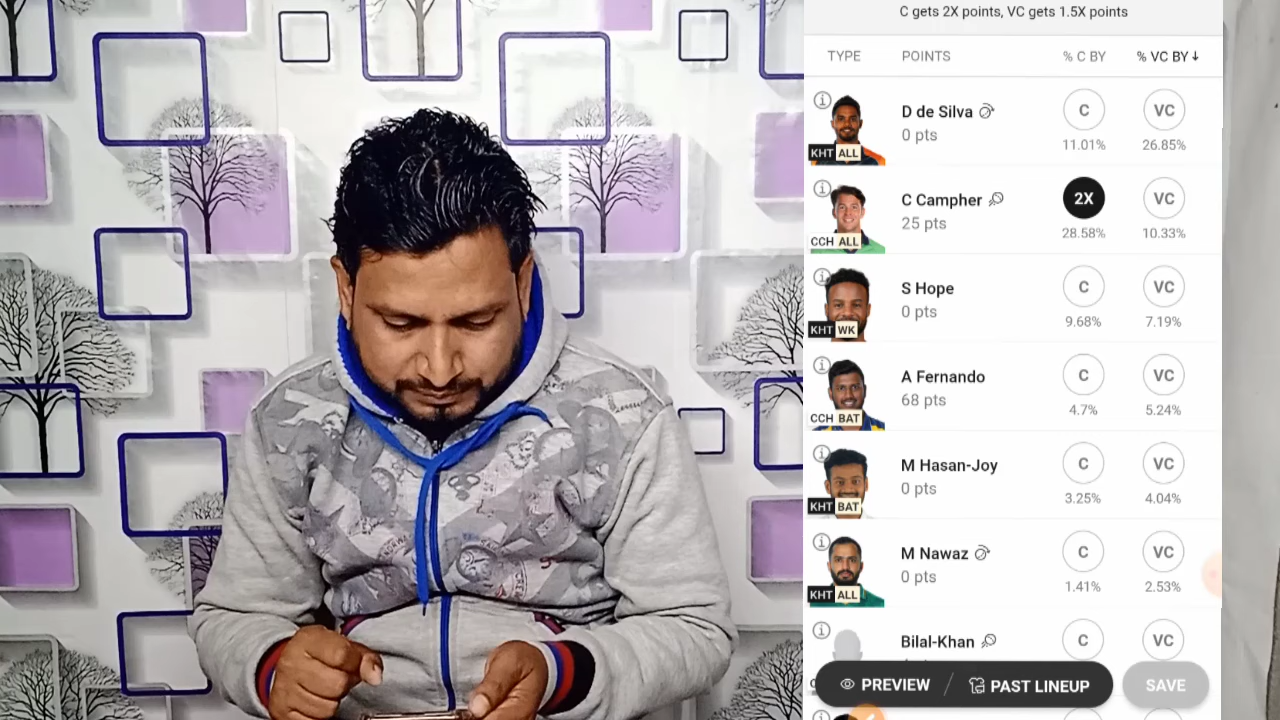 C gets 2X points, VC gets 1.5X points
TYPE POINTS % C BY % VC BY ↓
D de Silva C VC
0 pts 11.01% 26.85%
KHT ALL
C Campher 2X VC
25 pts 28.58% 10.33%
CCH ALL
S Hope C VC
0 pts 9.68% 7.19%
KHT WK
A Fernando C VC
68 pts 4.7% 5.24%
CCH BAT
M Hasan-Joy C VC
0 pts 3.25% 4.04%
KHT BAT
M Nawaz C VC
0 pts 1.41% 2.53%
KHT ALL
Bilal-Khan C VC
PREVIEW / PAST LINEUP SAVE